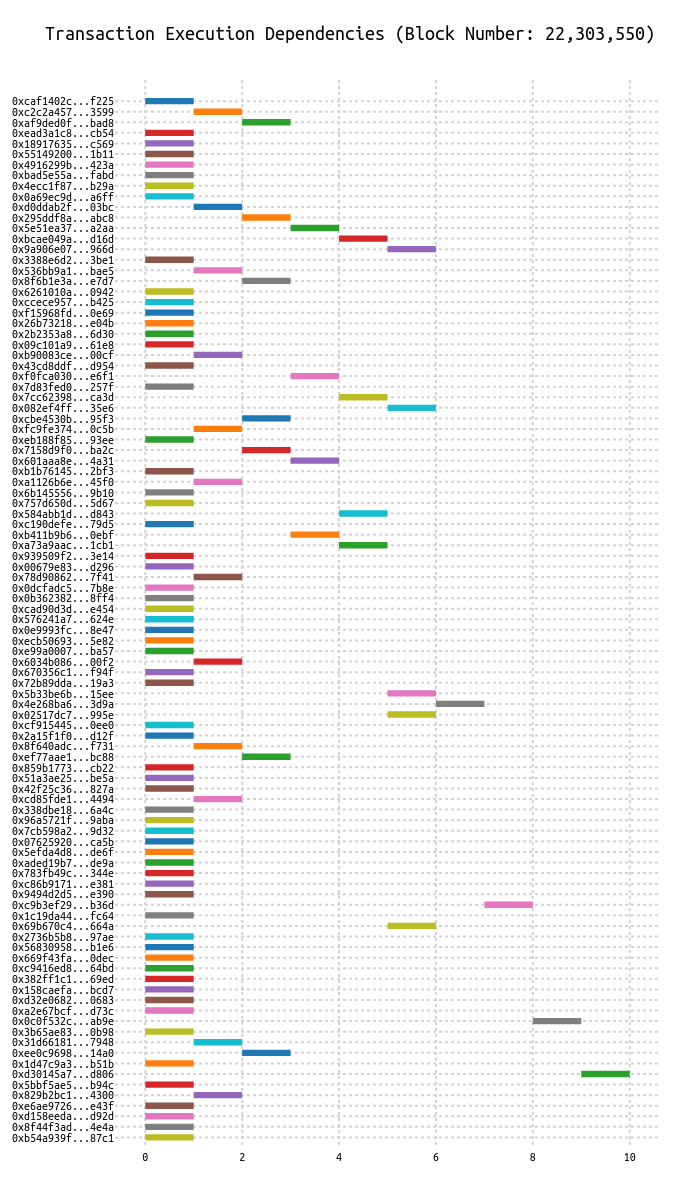 Transaction Execution Dependencies (Block Number: 22,303,550)
0xcaf1402c...f225
0xc2c2a457...3599
0xaf9ded0f...bad8
0xead3a1c8...cb54
0x18917635...c569
0x55149200...1b11
0x4916299b...423a
0xbad5e55a...fabd
0x4ecc1f87...b29a
0x0a69ec9d...a6ff
0xd0ddab2f...03bc
0x295ddf8a...abc8
0x5e51ea37...a2aa
0xbcae049a...d16d
0x9a906e07...966d
0x3388e6d2...3be1
0x536bb9a1...bae5
0x8f6b1e3a...e7d7
0x6261010a...0942
0xccece957...b425
0xf15968fd...0e69
0x26b73218...e04b
0x2b2353a8...6d30
0x09c101a9...61e8
0xb90083ce...00cf
0x43cd8ddf...d954
0xf0fca030...e6f1
0x7d83fed0...257f
0x7cc62398...ca3d
0x082ef4ff...35e6
0xcbe4530b...95f3
0xfc9fe374...0c5b
0xeb188f85...93ee
0x7158d9f0...ba2c
0x601aaa8e...4a31
0xb1b76145...2bf3
0xa1126b6e...45f0
0x6b145556...9b10
0x757d650d...5d67
0x584abb1d...d843
0xc190defe...79d5
0xb411b9b6...0ebf
0xa73a9aac...1cb1
0x939509f2...3e14
0x00679e83...d296
0x78d90862...7f41
0x0dcfadc5...7b8e
0x0b362382...8ff4
0xcad90d3d...e454
0x576241a7...624e
0x0e9993fc...8e47
0xecb50693...5e82
0xe99a0007...ba57
0x6034b086...00f2
0x670356c1...f94f
0x72b89dda...19a3
0x5b33be6b...15ee
0x4e268ba6...3d9a
0x02517dc7...995e
0xcf915445...0ee0
0x2a15f1f0...d12f
0x8f640adc...f731
0xef77aae1...bc88
0x859b1773...cb22
0x51a3ae25...be5a
0x42f25c36...827a
0xcd85fde1...4494
0x338dbe18...6a4c
0x96a5721f...9aba
0x7cb598a2...9d32
0x07625920...ca5b
0x5efda4d8...de6f
0xaded19b7...de9a
0x783fb49c...344e
0xc86b9171...e381
0x9494d2d5...e390
0xc9b3ef29...b36d
0x1c19da44...fc64
0x69b670c4...664a
0x2736b5b8...97ae
0x56830958...b1e6
0x669f43fa...0dec
0xc9416ed8...64bd
0x382ff1c1...69ed
0x158caefa...bcd7
0xd32e0682...0683
0xa2e67bcf...d73c
0x0c0f532c...ab9e
0x3b65ae83...0b98
0x31d66181...7948
0xee0c9698...14a0
0x1d47c9a3...b51b
0xd30145a7...d806
0x5bbf5ae5...b94c
0x829b2bc1...4300
0xe6ae9726...e43f
0xd158eeda...d92d
0x8f44f3ad...4e4a
0xb54a939f...87c1
0 2 4 6 8 10